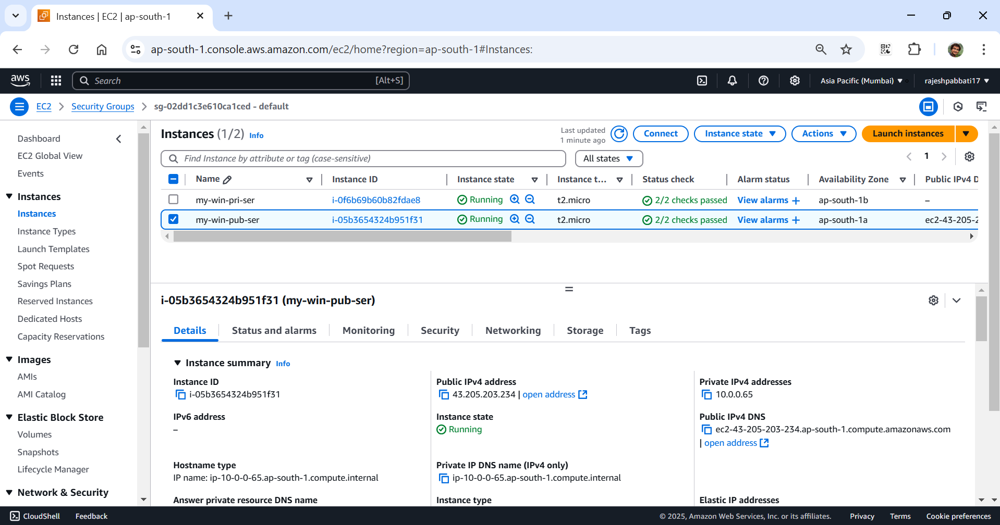 Instances | EC2 | ap-south-1
ap-south-1.console.aws.amazon.com/ec2/home?region=ap-south-1#Instances:
aws Search [Alt+S] Asia Pacific (Mumbai) rajeshpabbati17
EC2 Security Groups sg-02dd1c3e610ca1ced - default
Dashboard
EC2 Global View
Events
Instances
Instances
Instance Types
Launch Templates
Spot Requests
Savings Plans
Reserved Instances
Dedicated Hosts
Capacity Reservations
Images
AMIs
AMI Catalog
Elastic Block Store
Volumes
Snapshots
Lifecycle Manager
Network & Security
Instances (1/2) Info
Last updated
1 minute ago
Connect Instance state Actions Launch instances
Find Instance by attribute or tag (case-sensitive) All states 1
Name Instance ID Instance state Instance t... Status check Alarm status Availability Zone Public IPv4 D
my-win-pri-ser i-0f6b69b60b82fdae8 Running t2.micro 2/2 checks passed View alarms + ap-south-1b –
my-win-pub-ser i-05b3654324b951f31 Running t2.micro 2/2 checks passed View alarms + ap-south-1a ec2-43-205-2
i-05b3654324b951f31 (my-win-pub-ser)
Details Status and alarms Monitoring Security Networking Storage Tags
Instance summary Info
Instance ID
i-05b3654324b951f31
Public IPv4 address
43.205.203.234 | open address
Private IPv4 addresses
10.0.0.65
IPv6 address
–
Instance state
Running
Public IPv4 DNS
ec2-43-205-203-234.ap-south-1.compute.amazonaws.com
| open address
Hostname type
IP name: ip-10-0-0-65.ap-south-1.compute.internal
Private IP DNS name (IPv4 only)
ip-10-0-0-65.ap-south-1.compute.internal
Answer private resource DNS name
Instance type
Elastic IP addresses
CloudShell Feedback © 2025, Amazon Web Services, Inc. or its affiliates. Privacy Terms Cookie preferences